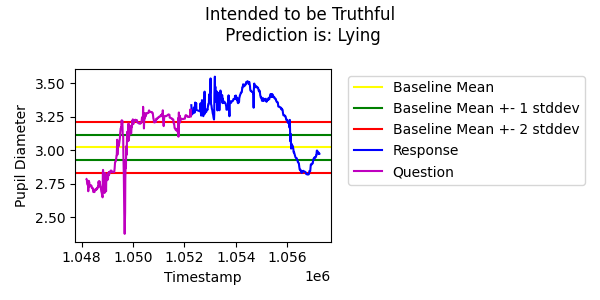 Intended to be Truthful
Prediction is: Lying
3.50
3.25
3.00
2.75
2.50
Pupil Diameter
1.048
1.050
1.052
1.054
1.056
1e6
Timestamp
Baseline Mean
Baseline Mean +- 1 stddev
Baseline Mean +- 2 stddev
Response
Question